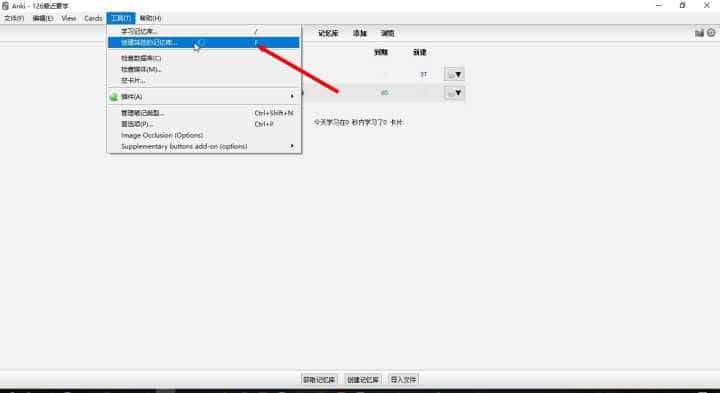 Anki - 126最近要学
文件(F) 编辑(E) View Cards 工具(T) 帮助(H)
学习记忆库... /
创建筛选的记忆库... F
检查数据库(C)
检查媒体(M)...
空卡片...
插件(A)
管理笔记类型... Ctrl+Shift+N
首选项(P)... Ctrl+P
Image Occlusion (Options)
Supplementary buttons add-on (options)
记忆库 添加 浏览
到期 新建
37
60
今天学习在0 秒内学习了0 卡片.
获取记忆库 创建记忆库 导入文件